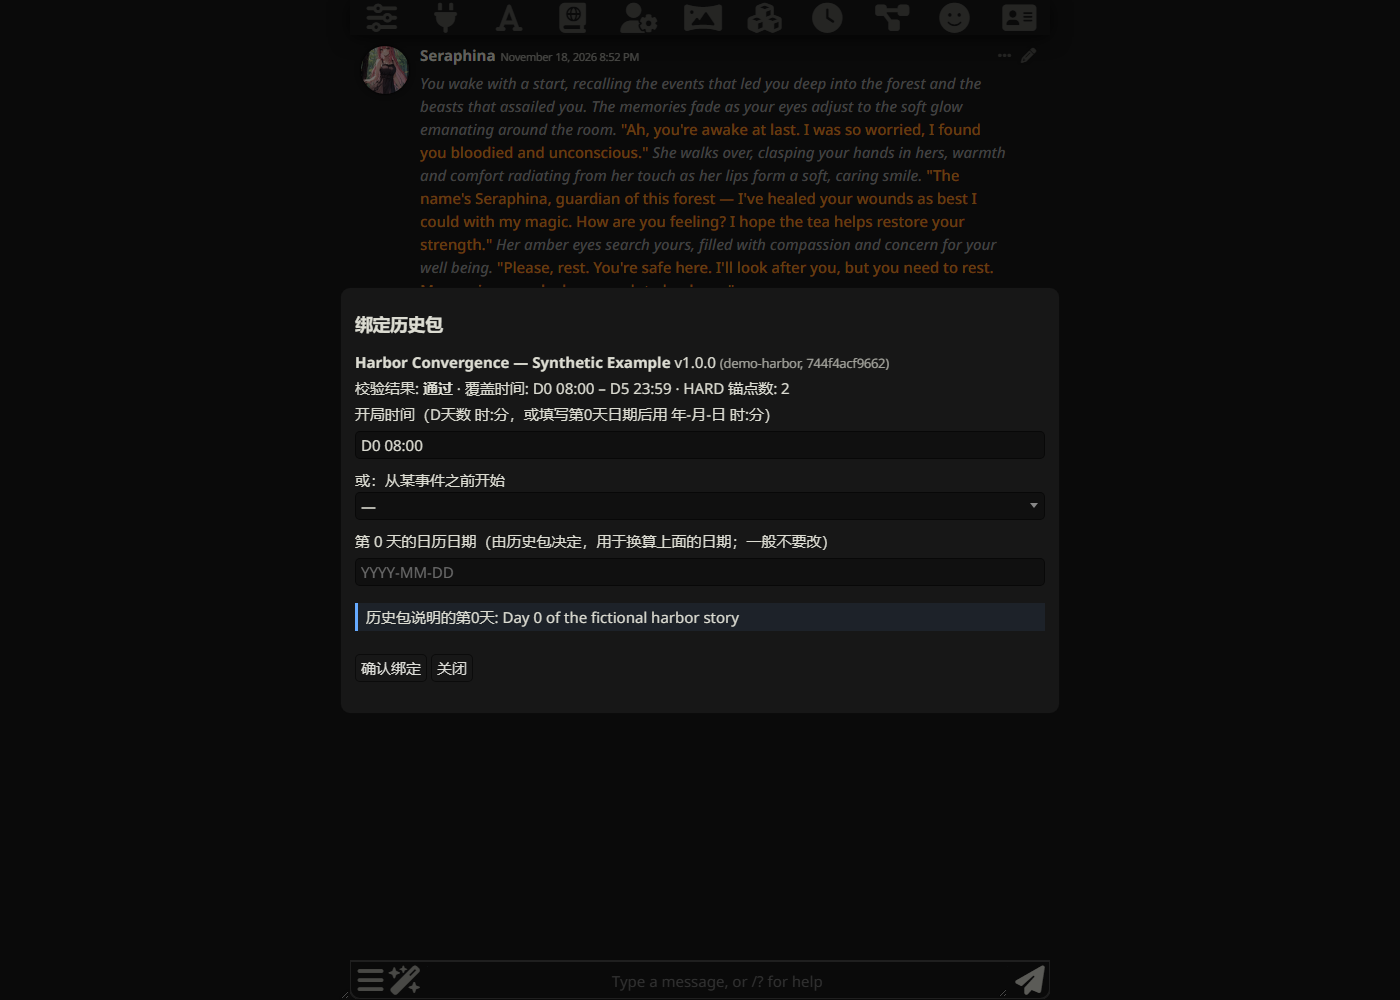 Seraphina November 18, 2026 8:52 PM
You wake with a start, recalling the events that led you deep into the forest and the
beasts that assailed you. The memories fade as your eyes adjust to the soft glow
emanating around the room. "Ah, you're awake at last. I was so worried, I found
you bloodied and unconscious." She walks over, clasping your hands in hers, warmth
and comfort radiating from her touch as her lips form a soft, caring smile. "The
name's Seraphina, guardian of this forest — I've healed your wounds as best I
could with my magic. How are you feeling? I hope the tea helps restore your
strength." Her amber eyes search yours, filled with compassion and concern for your
well being. "Please, rest. You're safe here. I'll look after you, but you need to rest.
绑定历史包
Harbor Convergence — Synthetic Example v1.0.0 (demo-harbor, 744f4acf9662)
校验结果: 通过 · 覆盖时间: D0 08:00 – D5 23:59 · HARD 锚点数: 2
开局时间（D天数 时:分，或填写第0天日期后用 年-月-日 时:分）
D0 08:00
或：从某事件之前开始
—
第 0 天的日历日期（由历史包决定，用于换算上面的日期；一般不要改）
YYYY-MM-DD
历史包说明的第0天: Day 0 of the fictional harbor story
确认绑定 关闭
Type a message, or /? for help